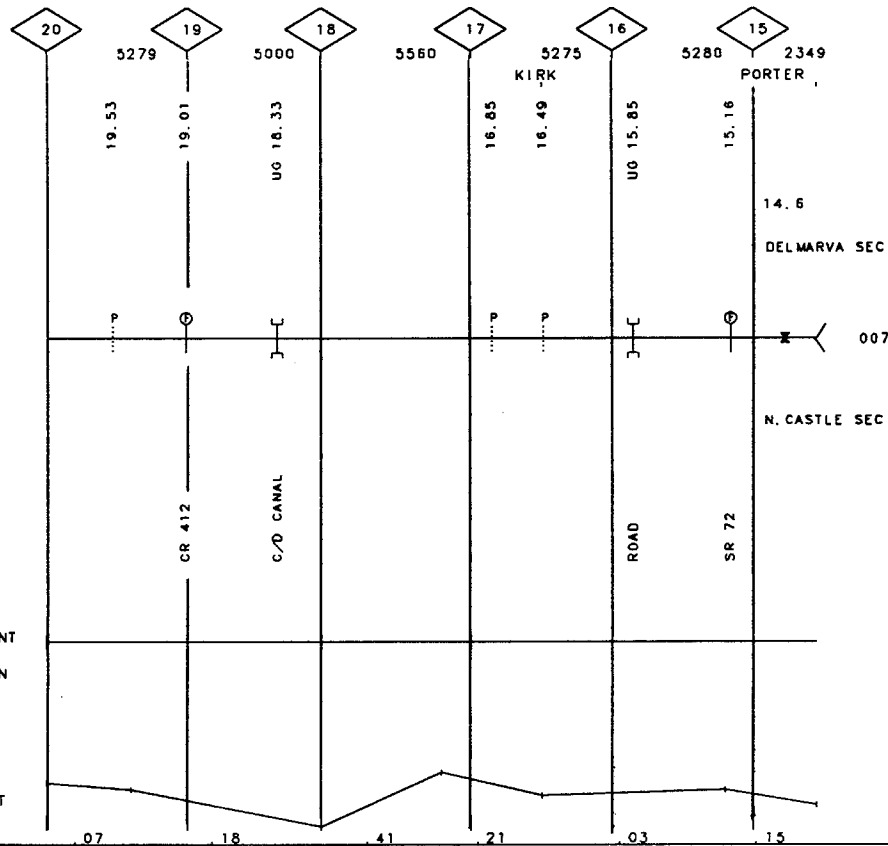 20 19 18 17 16 15
5279 5000 5560 5275 5280 2349
KIRK PORTER
19.53 19.01 UG 18.33 16.85 16.49 UG 15.85 15.16
14.6
DELMARVA SEC
P F P P F
007
N. CASTLE SEC
CR 412 C/D CANAL ROAD SR 72
NT
N
T
.07 .18 .41 .21 .03 .15